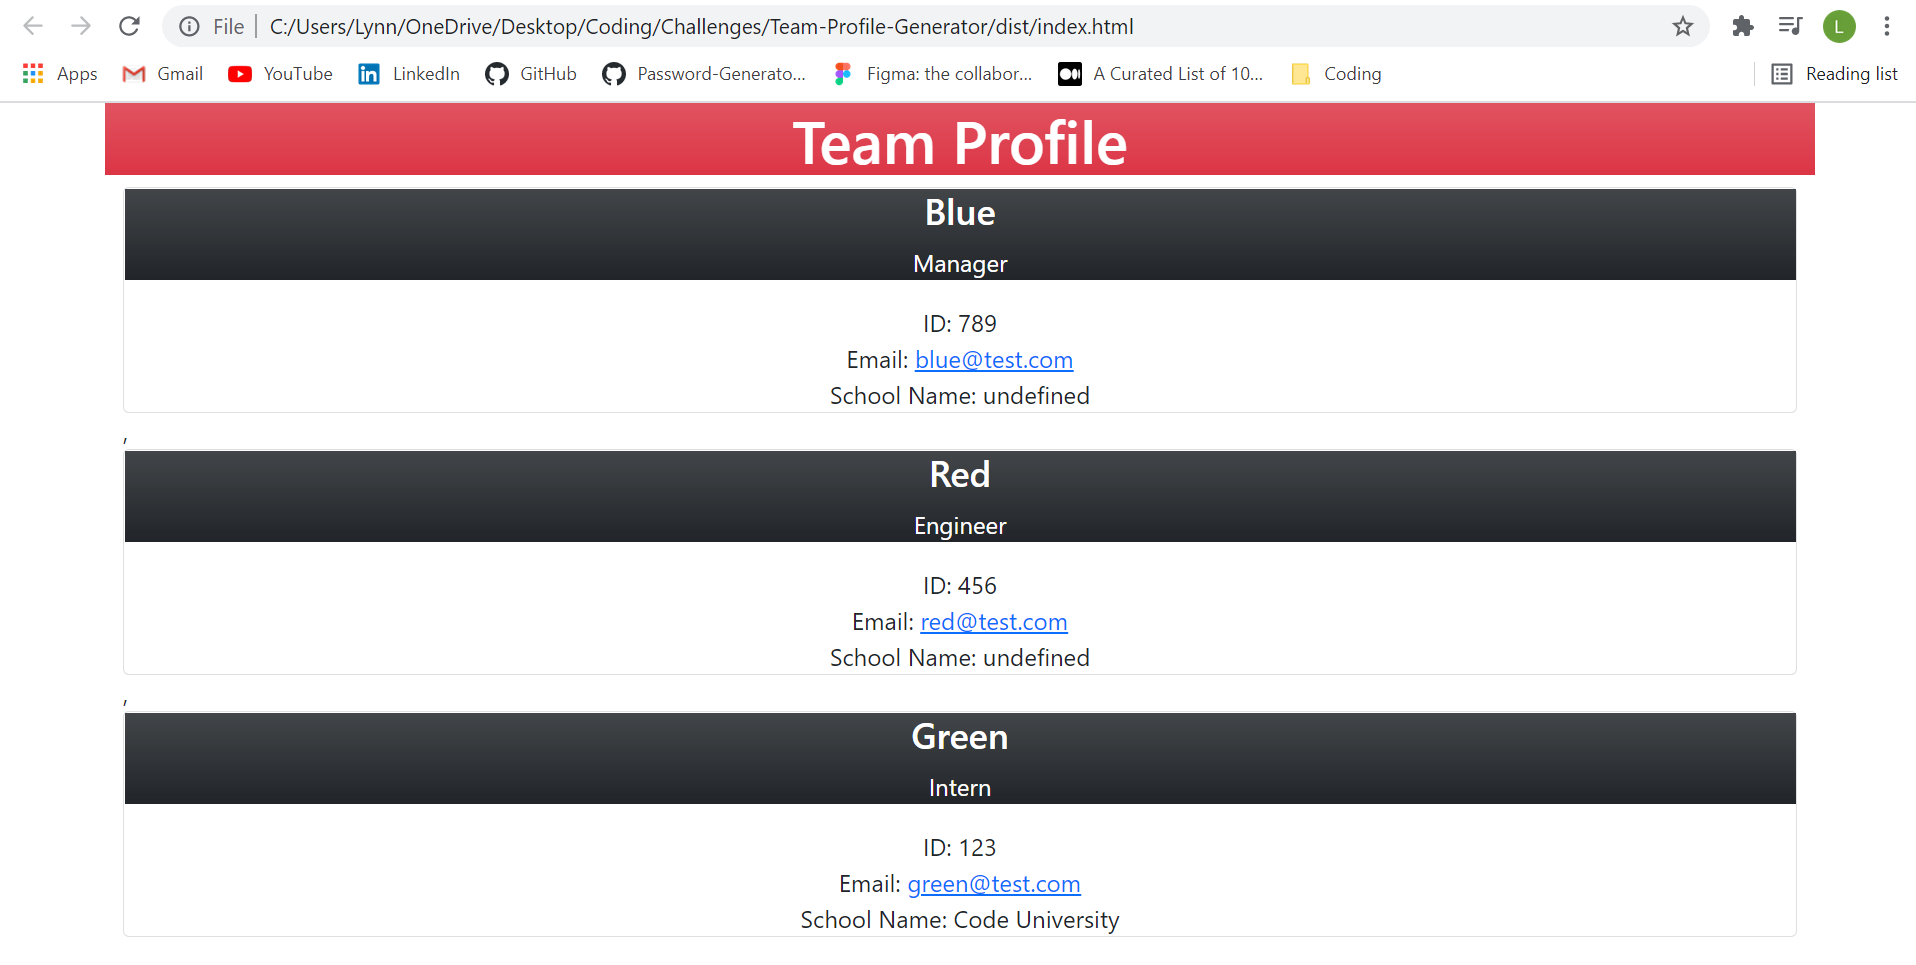 File C:/Users/Lynn/OneDrive/Desktop/Coding/Challenges/Team-Profile-Generator/dist/index.html L
Apps Gmail YouTube LinkedIn GitHub Password-Generato... Figma: the collabor... A Curated List of 10... Coding Reading list
Team Profile
Blue
Manager
ID: 789
Email: blue@test.com
School Name: undefined
,
Red
Engineer
ID: 456
Email: red@test.com
School Name: undefined
,
Green
Intern
ID: 123
Email: green@test.com
School Name: Code University